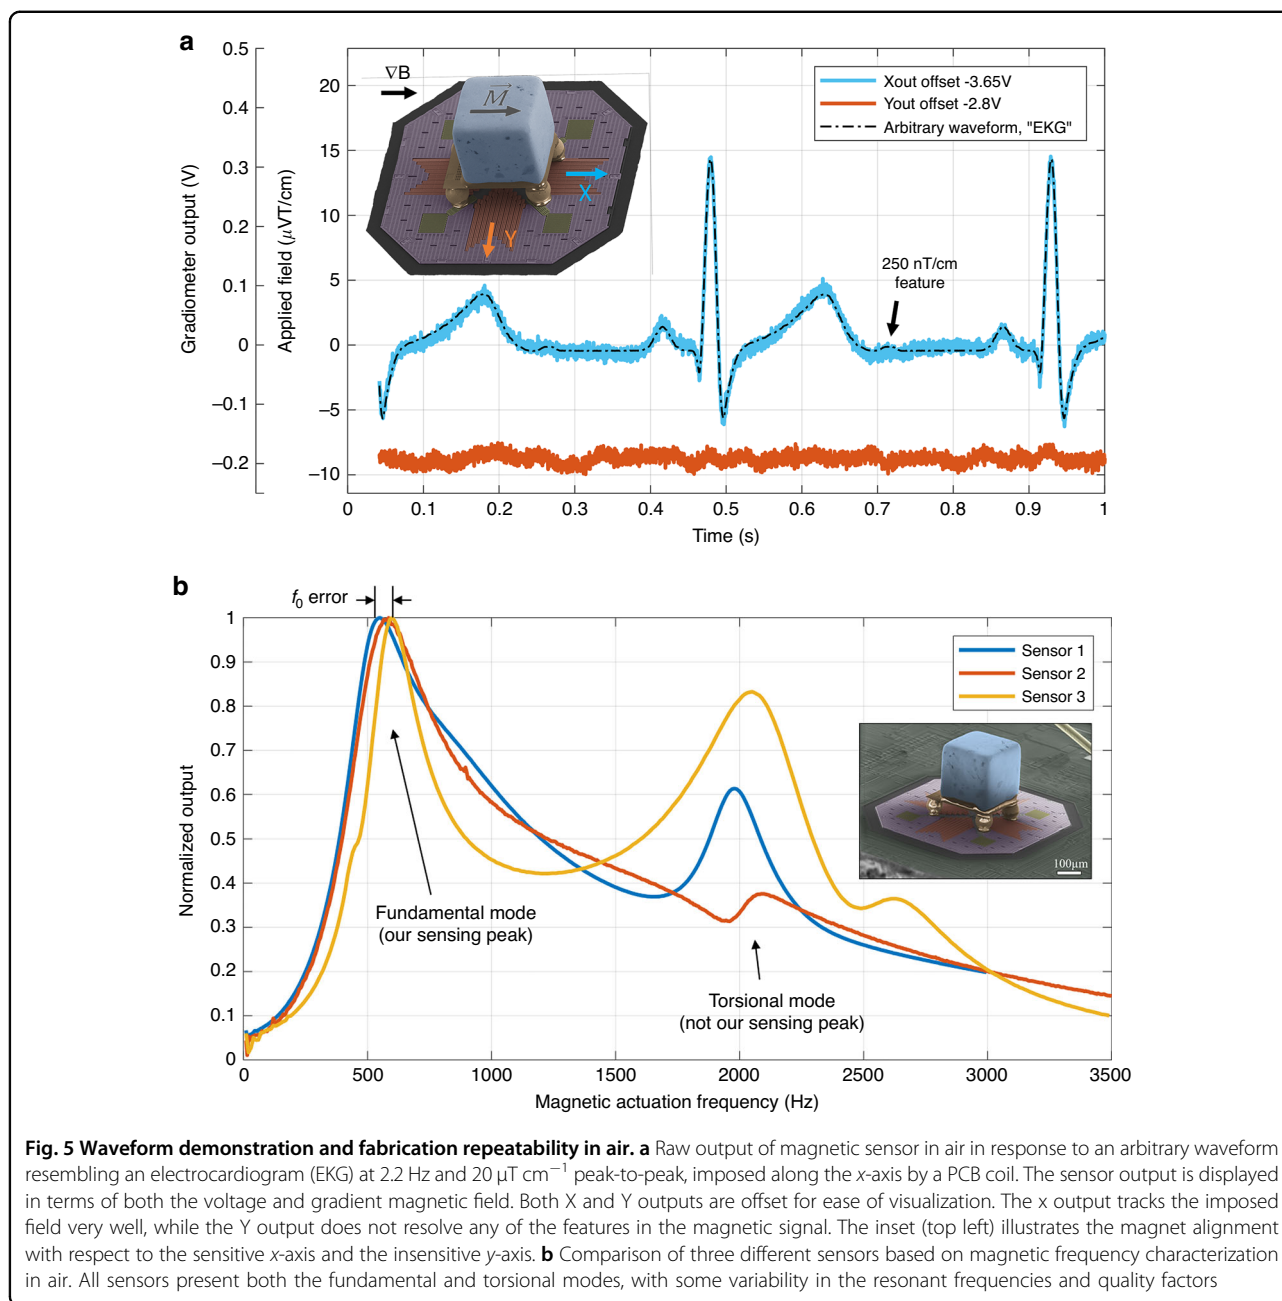 a
0.5
0.4
0.3
0.2
0.1
0
–0.1
–0.2
Gradiometer output (V)
20
15
10
5
0
–5
–10
Applied field (μVT/cm)
∇B
M
X
Y
Xout offset -3.65V
Yout offset -2.8V
Arbitrary waveform, "EKG"
250 nT/cm
feature
0 0.1 0.2 0.3 0.4 0.5 0.6 0.7 0.8 0.9 1
Time (s)
b
f0 error
1
0.9
0.8
0.7
0.6
0.5
0.4
0.3
0.2
0.1
0
Normalized output
Sensor 1
Sensor 2
Sensor 3
100μm
Fundamental mode
(our sensing peak)
Torsional mode
(not our sensing peak)
0 500 1000 1500 2000 2500 3000 3500
Magnetic actuation frequency (Hz)
Fig. 5 Waveform demonstration and fabrication repeatability in air. a Raw output of magnetic sensor in air in response to an arbitrary waveform
resembling an electrocardiogram (EKG) at 2.2 Hz and 20 μT cm−1 peak-to-peak, imposed along the x-axis by a PCB coil. The sensor output is displayed
in terms of both the voltage and gradient magnetic field. Both X and Y outputs are offset for ease of visualization. The x output tracks the imposed
field very well, while the Y output does not resolve any of the features in the magnetic signal. The inset (top left) illustrates the magnet alignment
with respect to the sensitive x-axis and the insensitive y-axis. b Comparison of three different sensors based on magnetic frequency characterization
in air. All sensors present both the fundamental and torsional modes, with some variability in the resonant frequencies and quality factors